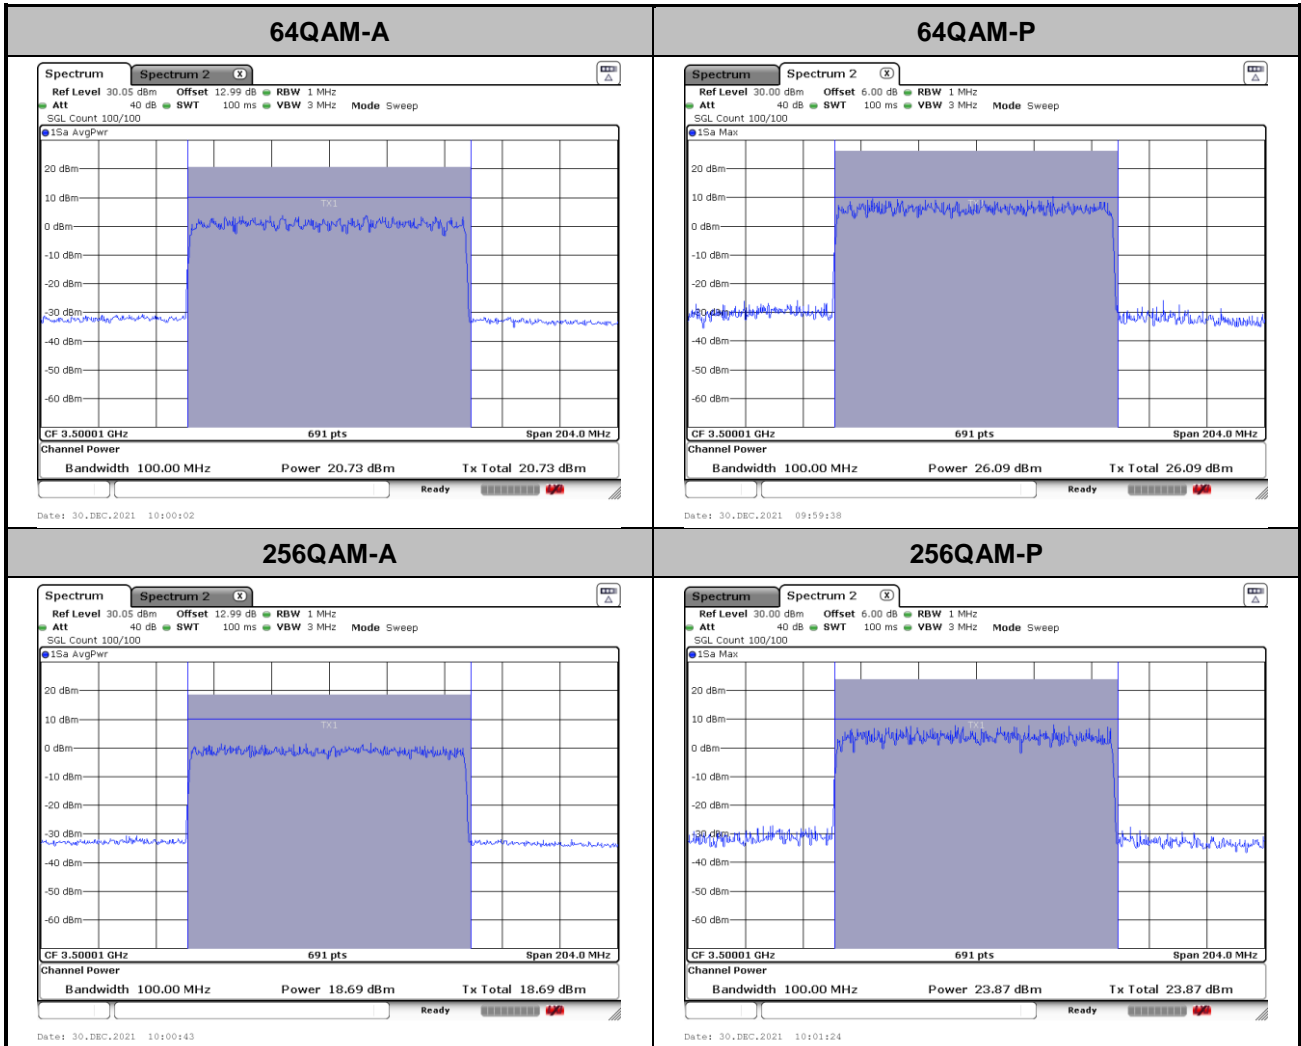 64QAM-A
64QAM-P
Spectrum Spectrum 2 X
Ref Level 30.05 dBm Offset 12.99 dB RBW 1 MHz
Att 40 dB SWT 100 ms VBW 3 MHz Mode Sweep
SGL Count 100/100
1Sa AvgPwr
20 dBm
10 dBm
TX1
0 dBm
-10 dBm
-20 dBm
-30 dBm
-40 dBm
-50 dBm
-60 dBm
CF 3.50001 GHz 691 pts Span 204.0 MHz
Channel Power
Bandwidth 100.00 MHz Power 20.73 dBm Tx Total 20.73 dBm
Ready
Date: 30.DEC.2021 10:00:02
Spectrum Spectrum 2 X
Ref Level 30.00 dBm Offset 6.00 dB RBW 1 MHz
Att 40 dB SWT 100 ms VBW 3 MHz Mode Sweep
SGL Count 100/100
1Sa Max
20 dBm
10 dBm
0 dBm
-10 dBm
-20 dBm
-30 dBm
-40 dBm
-50 dBm
-60 dBm
CF 3.50001 GHz 691 pts Span 204.0 MHz
Channel Power
Bandwidth 100.00 MHz Power 26.09 dBm Tx Total 26.09 dBm
Ready
Date: 30.DEC.2021 09:59:38
256QAM-A
256QAM-P
Spectrum Spectrum 2 X
Ref Level 30.05 dBm Offset 12.99 dB RBW 1 MHz
Att 40 dB SWT 100 ms VBW 3 MHz Mode Sweep
SGL Count 100/100
1Sa AvgPwr
20 dBm
10 dBm
TX1
0 dBm
-10 dBm
-20 dBm
-30 dBm
-40 dBm
-50 dBm
-60 dBm
CF 3.50001 GHz 691 pts Span 204.0 MHz
Channel Power
Bandwidth 100.00 MHz Power 18.69 dBm Tx Total 18.69 dBm
Ready
Date: 30.DEC.2021 10:00:43
Spectrum Spectrum 2 X
Ref Level 30.00 dBm Offset 6.00 dB RBW 1 MHz
Att 40 dB SWT 100 ms VBW 3 MHz Mode Sweep
SGL Count 100/100
1Sa Max
20 dBm
10 dBm
TX1
0 dBm
-10 dBm
-20 dBm
-30 dBm
-40 dBm
-50 dBm
-60 dBm
CF 3.50001 GHz 691 pts Span 204.0 MHz
Channel Power
Bandwidth 100.00 MHz Power 23.87 dBm Tx Total 23.87 dBm
Ready
Date: 30.DEC.2021 10:01:24